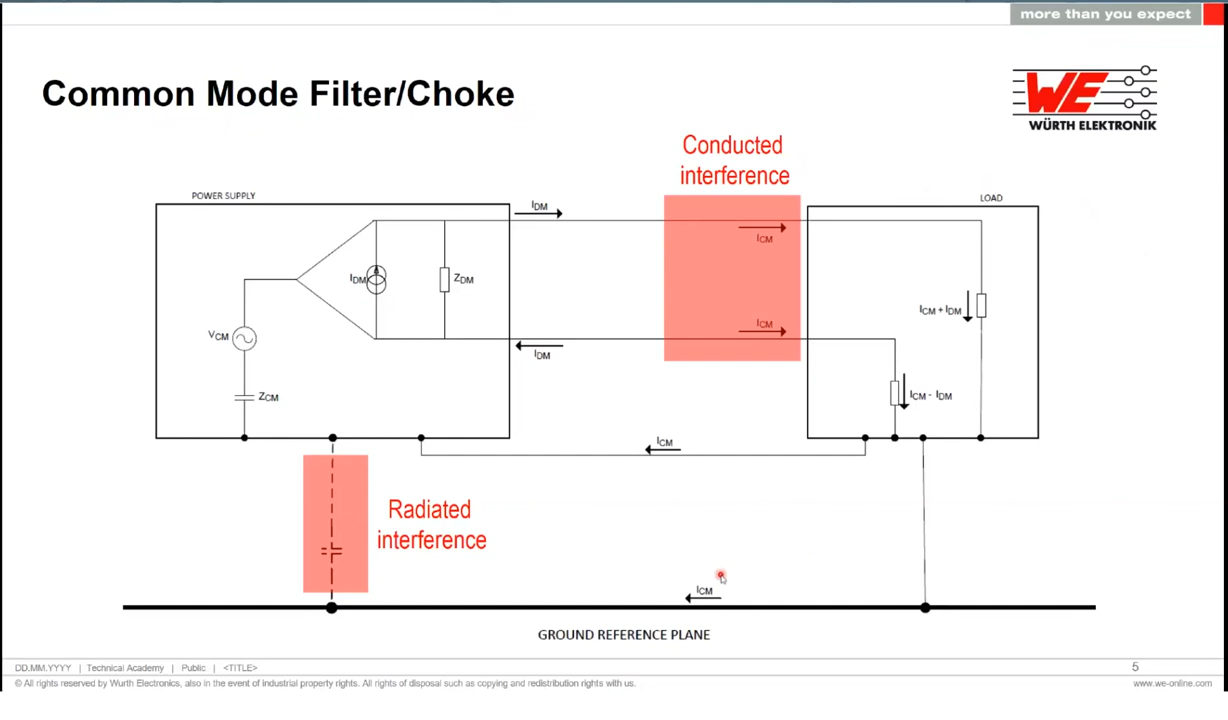 more than you expect
Common Mode Filter/Choke
WE
WÜRTH ELEKTRONIK
Conducted
interference
POWER SUPPLY
LOAD
IDM
ICM
IDM
ZDM
ICM + IDM
VCM
ICM
IDM
ZCM
ICM - IDM
ICM
Radiated
interference
ICM
GROUND REFERENCE PLANE
DD.MM.YYYY | Technical Academy | Public | <TITLE>
5
© All rights reserved by Wurth Electronics, also in the event of industrial property rights. All rights of disposal such as copying and redistribution rights with us.
www.we-online.com